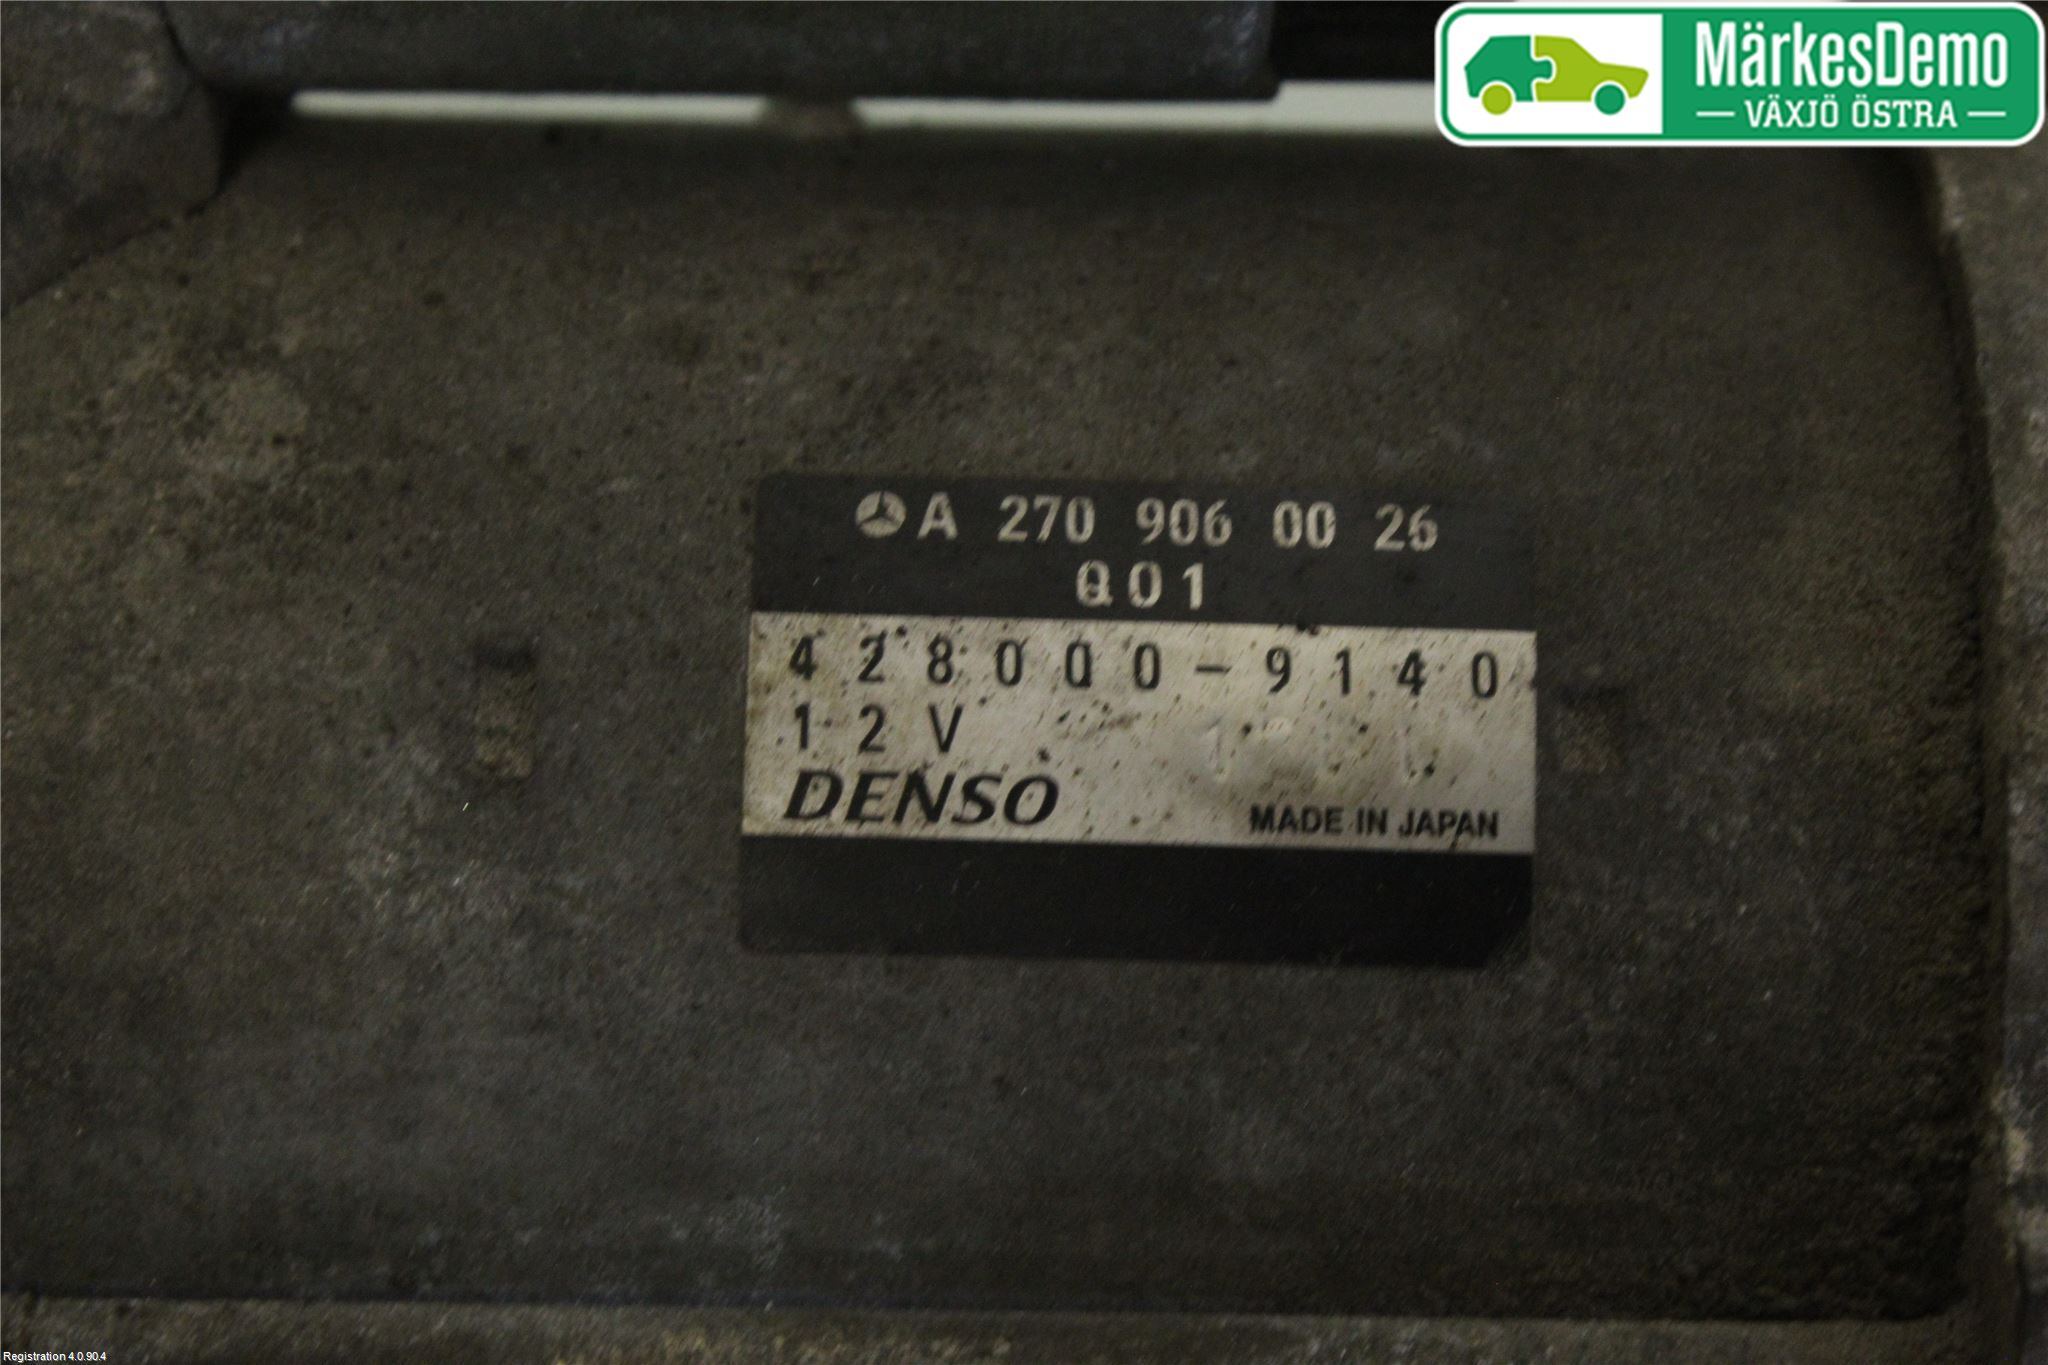 MärkesDemo
VÄXJÖ ÖSTRA
A 270 906 00 26
Q01
428000-9140
12V
DENSO
MADE IN JAPAN
Registration 4.0.90.4